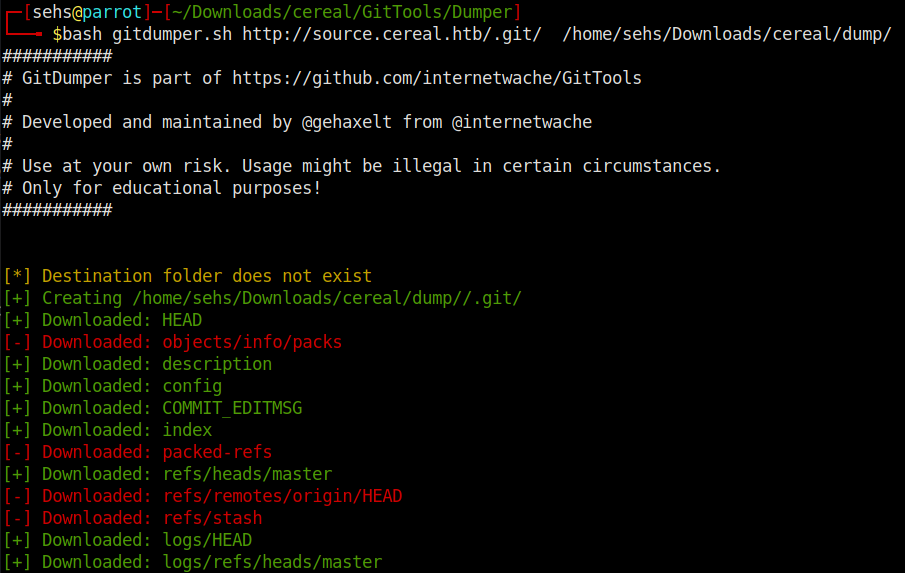 ┌─[sehs@parrot]─[~/Downloads/cereal/GitTools/Dumper]
└──╼ $bash gitdumper.sh http://source.cereal.htb/.git/  /home/sehs/Downloads/cereal/dump/
###########
# GitDumper is part of https://github.com/internetwache/GitTools
#
# Developed and maintained by @gehaxelt from @internetwache
#
# Use at your own risk. Usage might be illegal in certain circumstances.
# Only for educational purposes!
###########
[*] Destination folder does not exist
[+] Creating /home/sehs/Downloads/cereal/dump//.git/
[+] Downloaded: HEAD
[-] Downloaded: objects/info/packs
[+] Downloaded: description
[+] Downloaded: config
[+] Downloaded: COMMIT_EDITMSG
[+] Downloaded: index
[-] Downloaded: packed-refs
[+] Downloaded: refs/heads/master
[-] Downloaded: refs/remotes/origin/HEAD
[-] Downloaded: refs/stash
[+] Downloaded: logs/HEAD
[+] Downloaded: logs/refs/heads/master